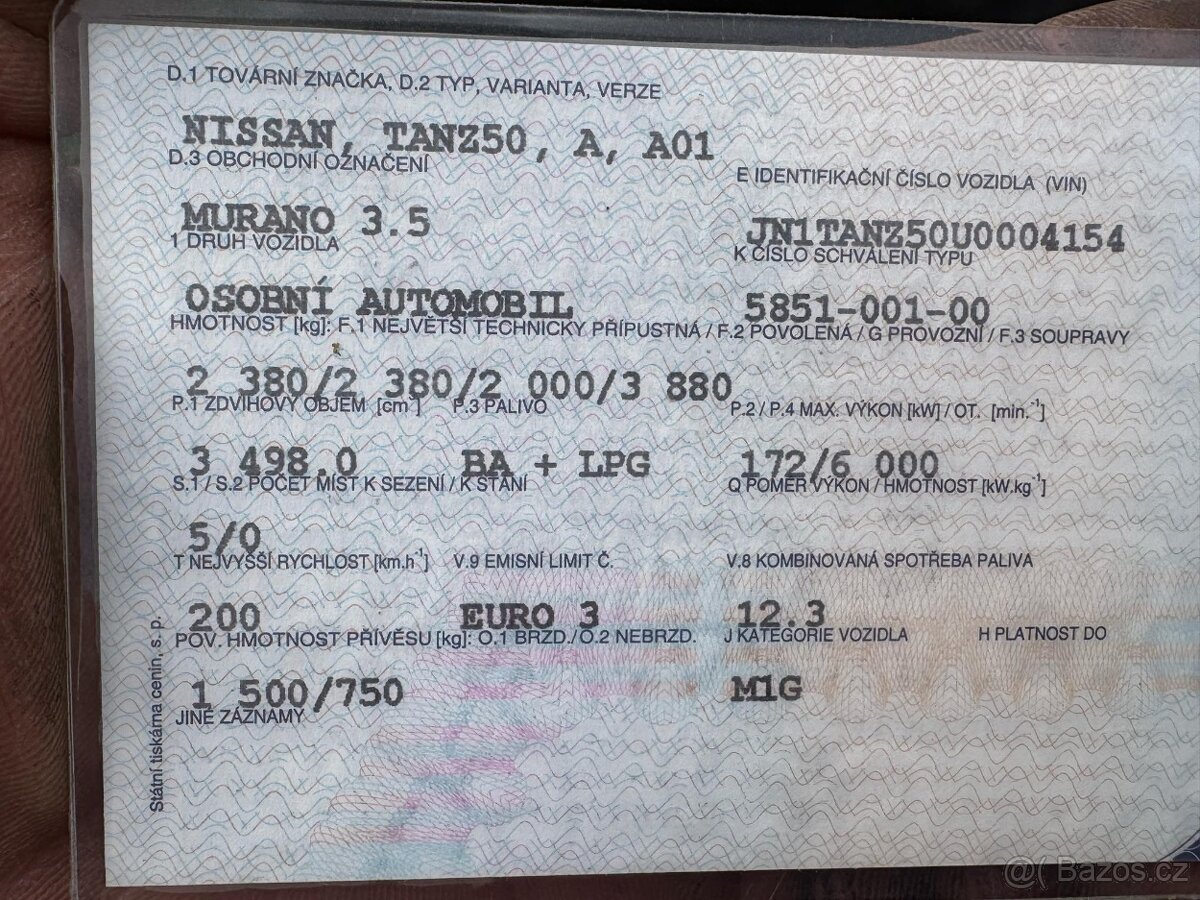 D.1 TOVÁRNÍ ZNAČKA, D.2 TYP, VARIANTA, VERZE
NISSAN, TANZ50, A, A01
D.3 OBCHODNÍ OZNAČENÍ
E IDENTIFIKAČNÍ ČÍSLO VOZIDLA (VIN)
MURANO 3.5
JN1TANZ50U0004154
1 DRUH VOZIDLA
K ČÍSLO SCHVÁLENÍ TYPU
OSOBNÍ AUTOMOBIL
5851-001-00
HMOTNOST [kg]: F.1 NEJVĚTŠÍ TECHNICKY PŘÍPUSTNÁ / F.2 POVOLENÁ / G PROVOZNÍ / F.3 SOUPRAVY
2 380/2 380/2 000/3 880
P.1 ZDVIHOVÝ OBJEM [cm³] P.3 PALIVO
P.2 / P.4 MAX. VÝKON [kW] / OT. [min.⁻¹]
3 498.0 BA + LPG 172/6 000
S.1 / S.2 POČET MÍST K SEZENÍ / K STÁNÍ
Q POMĚR VÝKON / HMOTNOST [kW.kg⁻¹]
5/0
T NEJVYŠŠÍ RYCHLOST [km.h⁻¹] V.9 EMISNÍ LIMIT Č. V.8 KOMBINOVANÁ SPOTŘEBA PALIVA
200 EURO 3 12.3
POV. HMOTNOST PŘÍVĚSU [kg]: O.1 BRZD./O.2 NEBRZD. J KATEGORIE VOZIDLA H PLATNOST DO
1 500/750 M1G
JINÉ ZÁZNAMY
Státní tiskárna cenin, s. p.
@( Bazos.cz